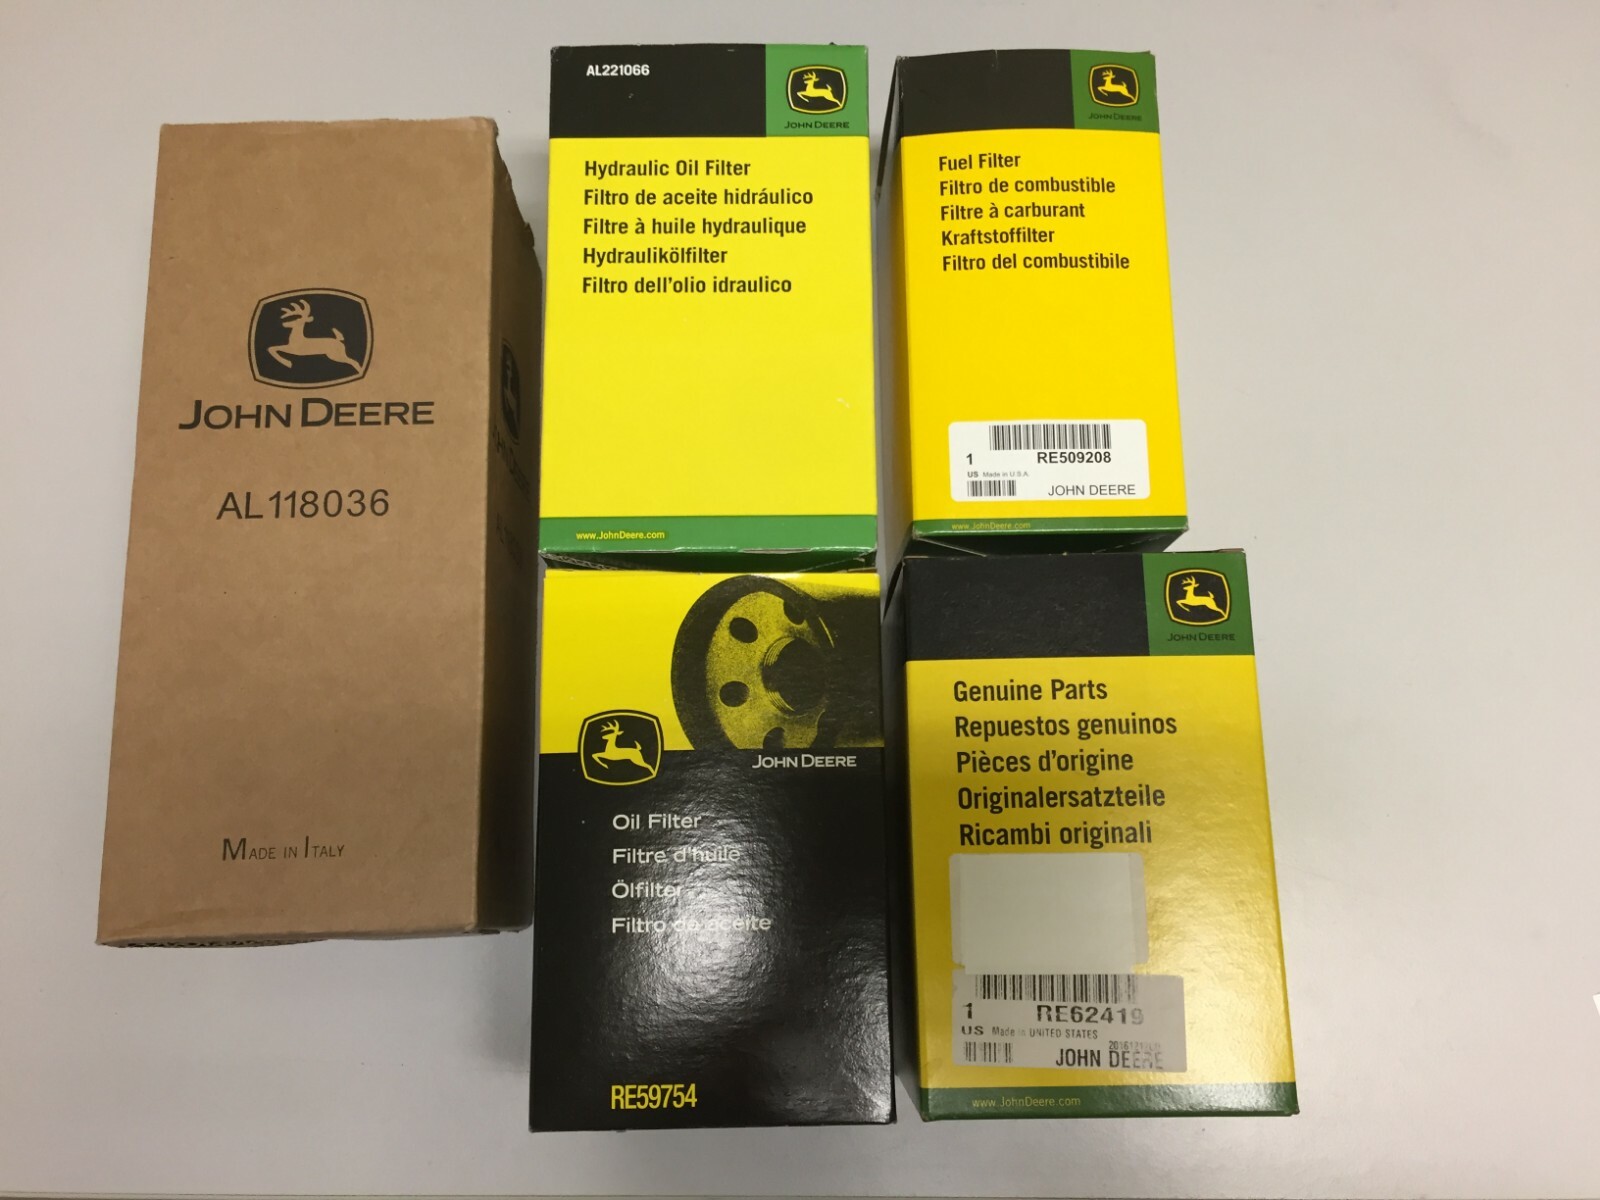 JOHN DEERE
AL118036
MADE IN ITALY
AL221066
JOHN DEERE
Hydraulic Oil Filter
Filtro de aceite hidráulico
Filtre à huile hydraulique
Hydraulikölfilter
Filtro dell'olio idraulico
www.JohnDeere.com
JOHN DEERE
Fuel Filter
Filtro de combustible
Filtre à carburant
Kraftstoffilter
Filtro del combustibile
1 RE509208
US Made in U.S.A.
JOHN DEERE
www.JohnDeere.com
JOHN DEERE
Oil Filter
Filtre d'huile
Ölfilter
Filtro de aceite
RE59754
JOHN DEERE
Genuine Parts
Repuestos genuinos
Pièces d'origine
Originalersatzteile
Ricambi originali
1 RE62419
US Made in UNITED STATES
JOHN DEERE
www.JohnDeere.com